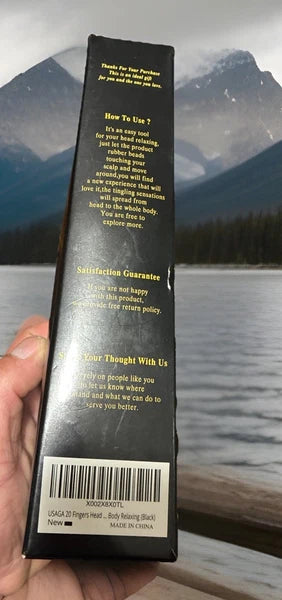 Thanks For Your Purchase
This is an ideal gift
for you and the one you love.
How To Use ?
It's an easy tool
for your head relaxing,
just let the product
rubber beads
touching your
scalp and move
around,you will find
a new experience that will
love it,the tingling sensations
will spread from
head to the whole body.
You are free to
explore more.
Satisfaction Guarantee
If you are not happy
with this product,
provide free return policy.
Your Thought With Us
rely on people like you
to let us know where
and what we can do to
serve you better.
X002X8X0TL
USAGA 20 Fingers Head ... Body Relaxing (Black)
New
MADE IN CHINA